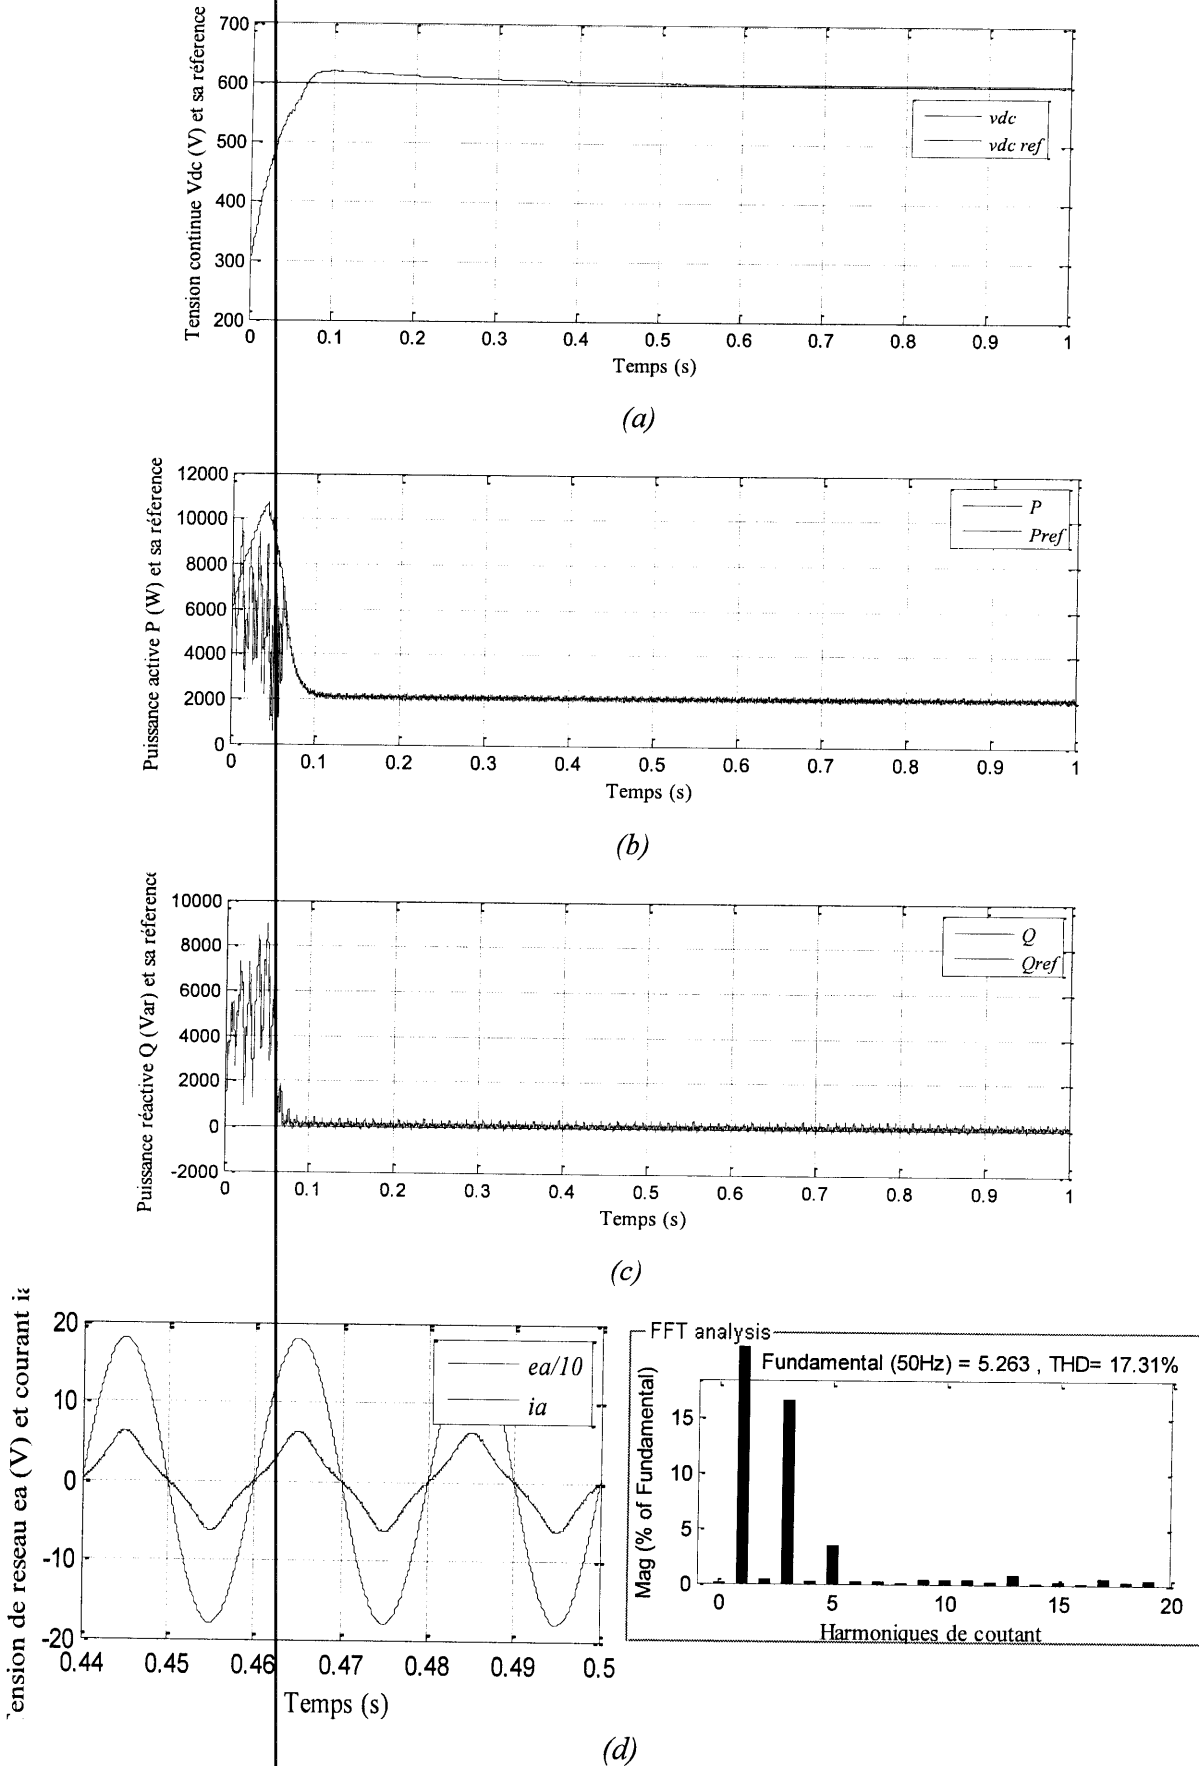 Tension continue Vdc (V) et sa réference
700
600
500
400
300
200
0 0.1 0.2 0.3 0.4 0.5 0.6 0.7 0.8 0.9 1
Temps (s)
vdc
vdc ref
(a)
Puissance active P (W) et sa réference
12000
10000
8000
6000
4000
2000
0
0 0.1 0.2 0.3 0.4 0.5 0.6 0.7 0.8 0.9 1
Temps (s)
P
Pref
(b)
Puissance réactive Q (Var) et sa réference
10000
8000
6000
4000
2000
0
-2000
0 0.1 0.2 0.3 0.4 0.5 0.6 0.7 0.8 0.9 1
Temps (s)
Q
Qref
(c)
Tension de reseau ea (V) et courant ia
20
10
0
-10
-20
0.44 0.45 0.46 0.47 0.48 0.49 0.5
Temps (s)
ea/10
ia
FFT analysis
Fundamental (50Hz) = 5.263 , THD= 17.31%
Mag (% of Fundamental)
15
10
5
0
0 5 10 15 20
Harmoniques de coutant
(d)